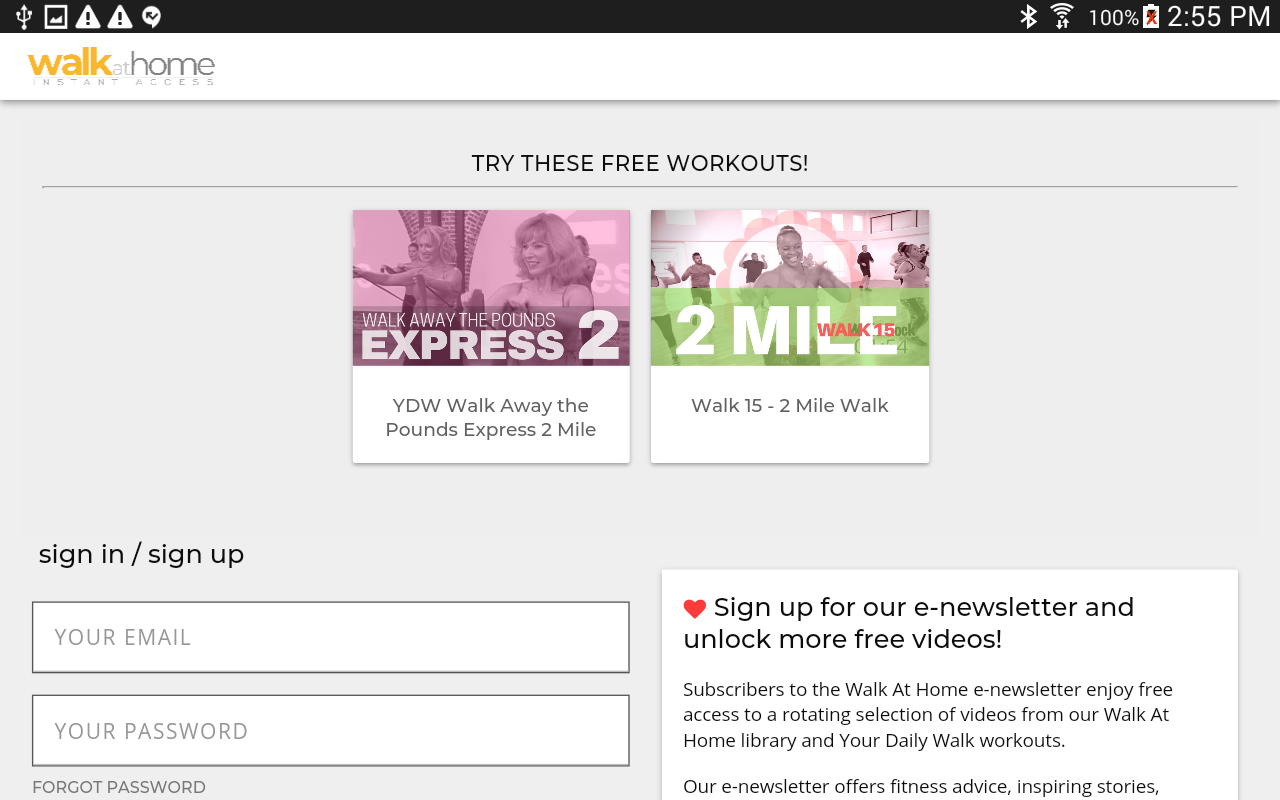 100%
2:55 PM
walkathome
INSTANT ACCESS
TRY THESE FREE WORKOUTS!
WALK AWAY THE POUNDS
EXPRESS 2
2 MILE
WALK 15
YDW Walk Away the
Pounds Express 2 Mile
Walk 15 - 2 Mile Walk
sign in / sign up
YOUR EMAIL
YOUR PASSWORD
FORGOT PASSWORD
Sign up for our e-newsletter and
unlock more free videos!
Subscribers to the Walk At Home e-newsletter enjoy free
access to a rotating selection of videos from our Walk At
Home library and Your Daily Walk workouts.
Our e-newsletter offers fitness advice, inspiring stories,